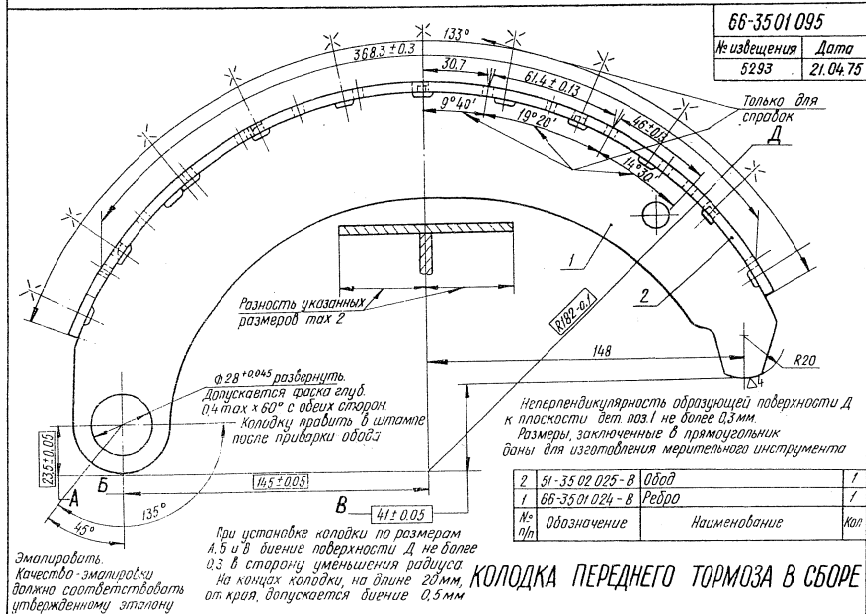 66-3501095
№ извещения Дата
5293 21.04.75
133°
368.3±0.3
30.7
61.4±0.13
46±0.13
9°40'
19°20'
14°30'
Только для
справок
Д
1
2
Разность указанных
размеров max 2
R182-0.1
148
R20
4
Ф28+0,045 развернуть.
Допускается фаска глуб.
0,4 max × 60° с обеих сторон.
Колодку править в штампе
после приварки обода
Неперпендикулярность образующей поверхности Д
к плоскости дет. поз. 1 не более 0,3 мм.
Размеры, заключенные в прямоугольник
даны для изготовления мерительного инструмента
23,5±0.05
А
Б
145±0.05
В
41±0.05
135°
45°
2 51-3502025-В Обод 1
1 66-3501024-В Ребро 1
№ п/п Обозначение Наименование Кол
При установке колодки по размерам
А, Б и В биение поверхности Д не более
0,3 в сторону уменьшения радиуса.
На концах колодки, на длине 20 мм,
от края, допускается биение 0,5 мм
Эмалировать.
Качество эмалировки
должно соответствовать
утвержденному эталону
КОЛОДКА ПЕРЕДНЕГО ТОРМОЗА В СБОРЕ